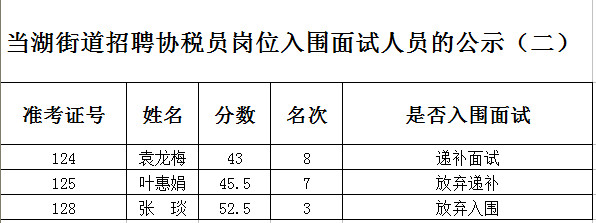 当湖街道招聘协税员岗位入围面试人员的公示（二）
准考证号 姓名 分数 名次 是否入围面试
124 袁龙梅 43 8 递补面试
125 叶惠娟 45.5 7 放弃递补
128 张 琰 52.5 3 放弃入围